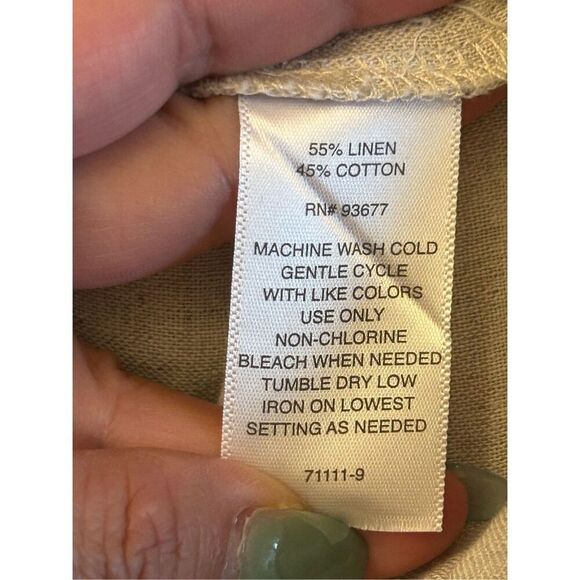 55% LINEN
45% COTTON
RN# 93677
MACHINE WASH COLD
GENTLE CYCLE
WITH LIKE COLORS
USE ONLY
NON-CHLORINE
BLEACH WHEN NEEDED
TUMBLE DRY LOW
IRON ON LOWEST
SETTING AS NEEDED
71111-9